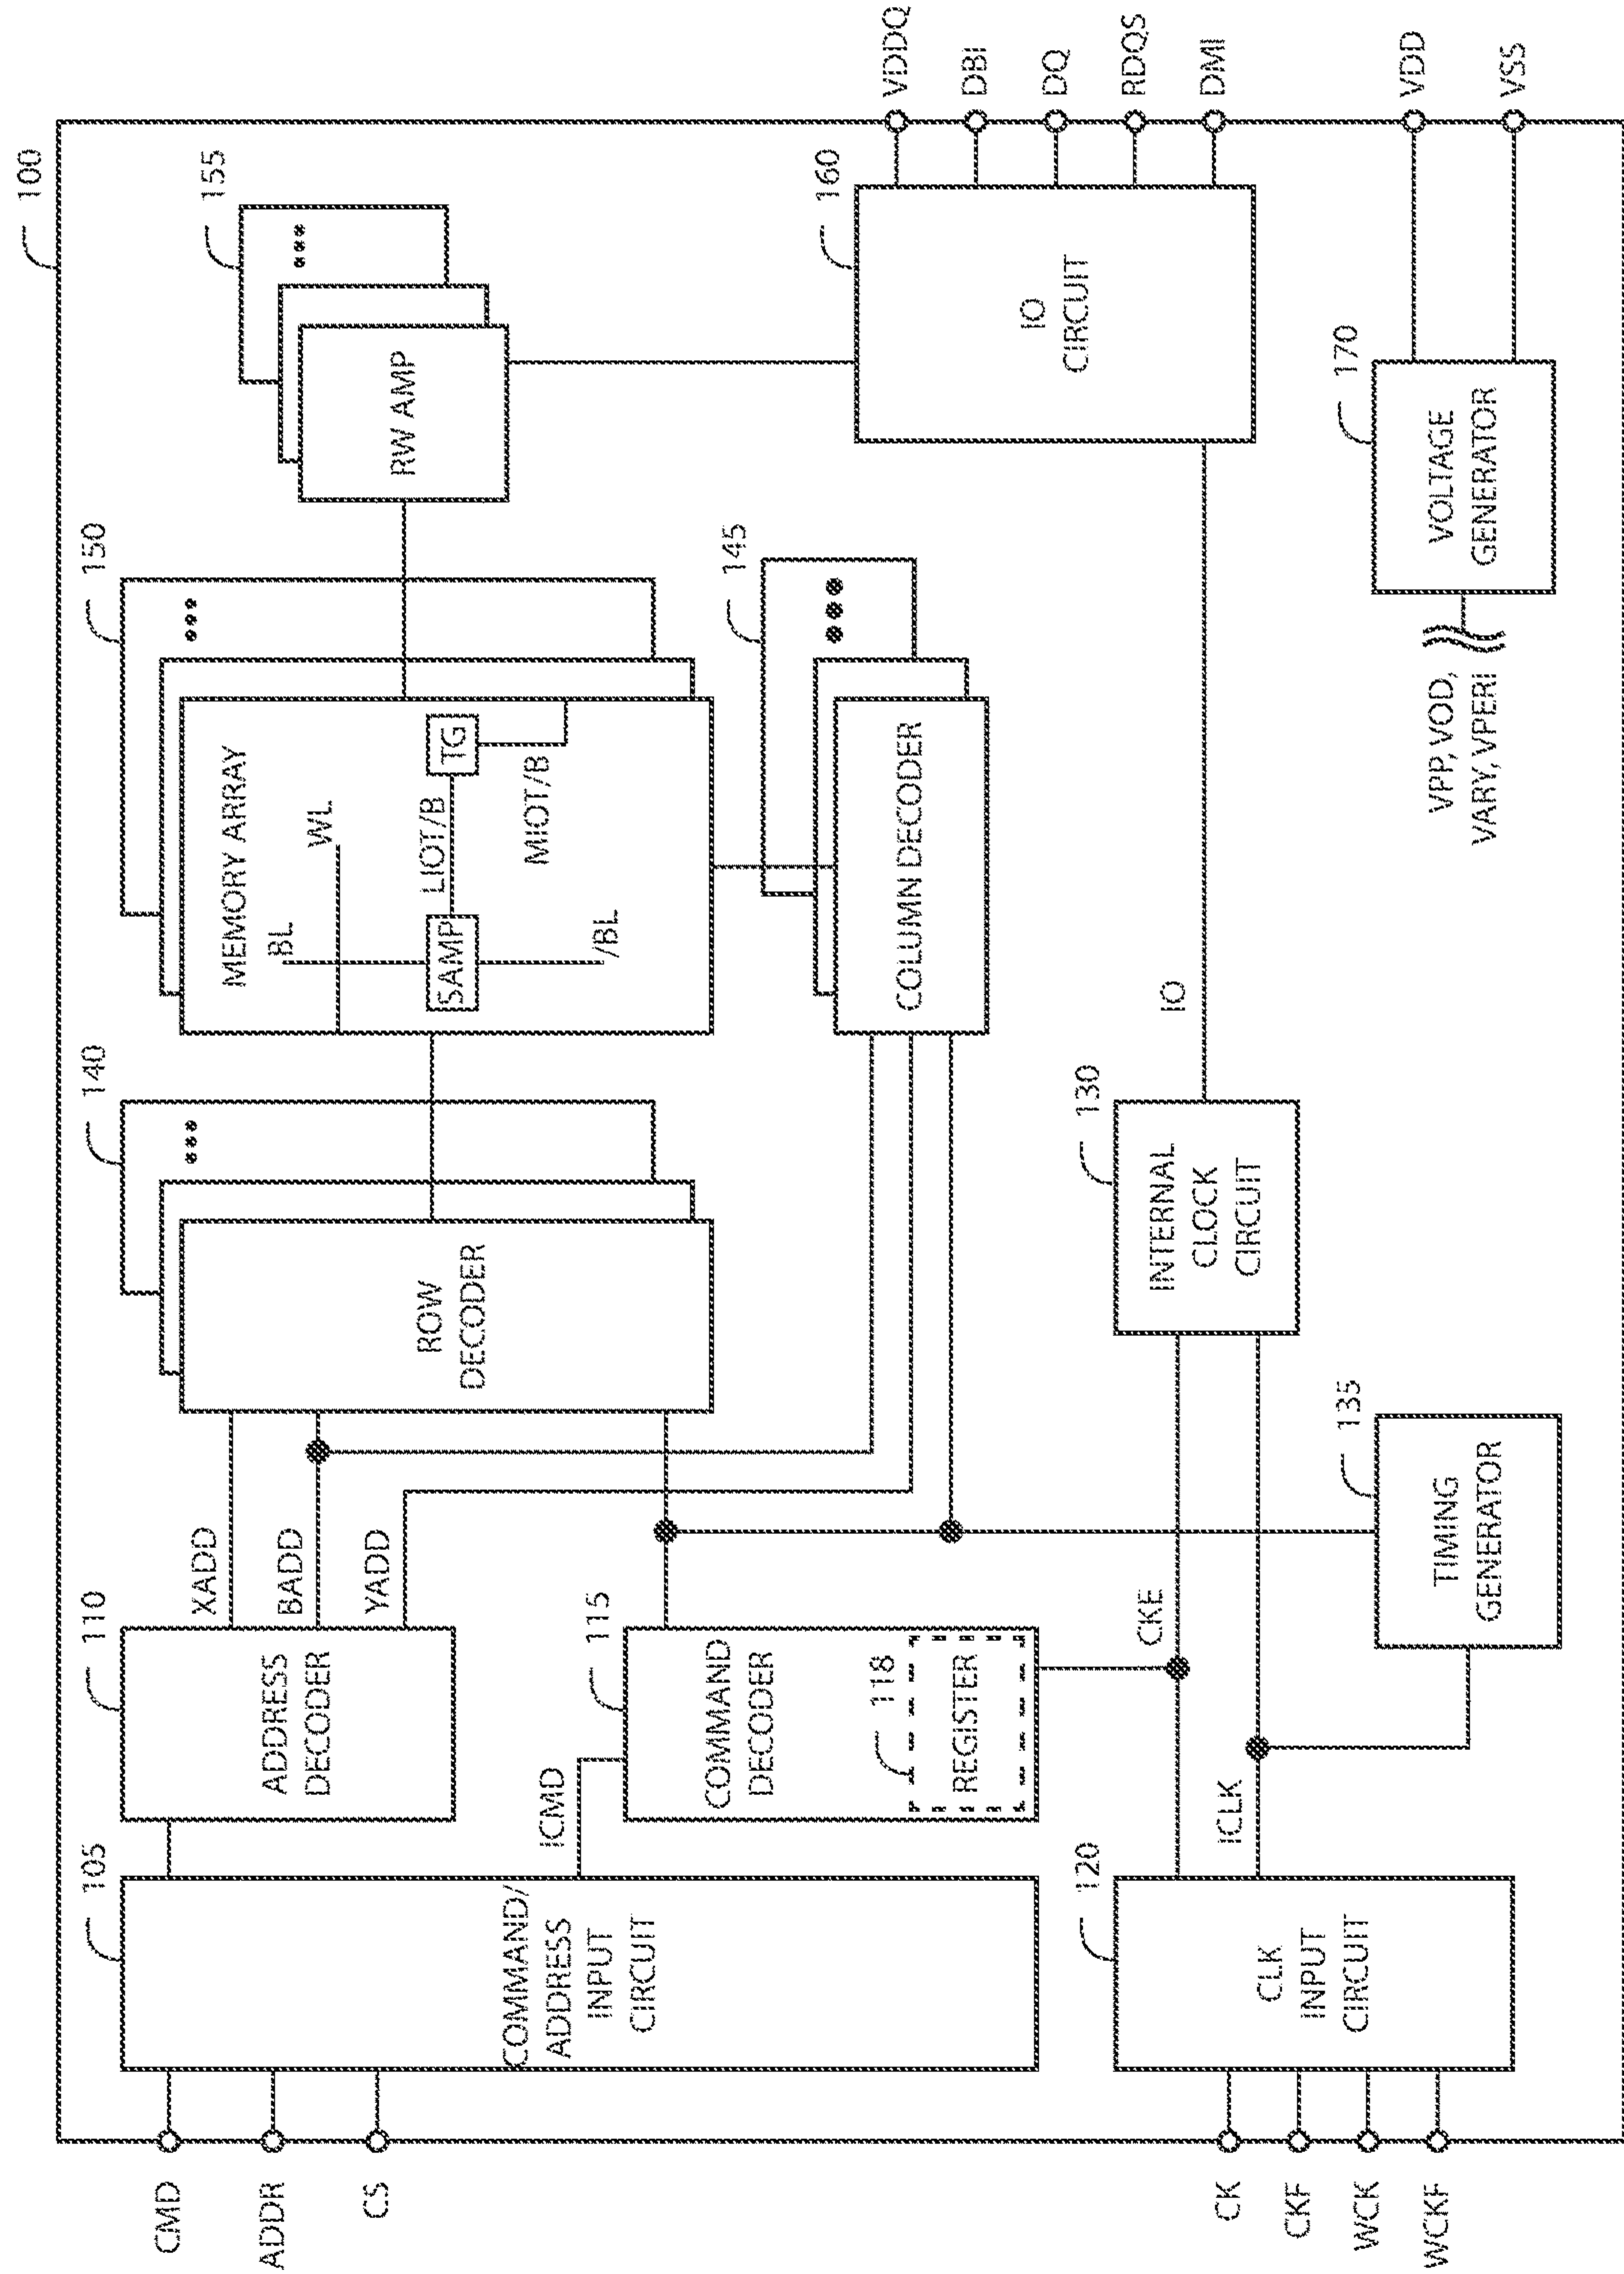 100
CMD
ADDR
CS
105
COMMAND/
ADDRESS
INPUT
CIRCUIT
110
ADDRESS
DECODER
XADD
BADD
YADD
ICMD
115
COMMAND
DECODER
118
REGISTER
140
ROW
DECODER
150
MEMORY ARRAY
BL
WL
SAMP
LIOT/B
TG
MIOT/B
/BL
155
RW AMP
145
COLUMN DECODER
160
IO
CIRCUIT
VDDQ
DBI
DQ
RDQS
DMI
VDD
VSS
CK
CKF
WCK
WCKF
120
CLK
INPUT
CIRCUIT
CKE
ICLK
130
INTERNAL
CLOCK
CIRCUIT
IO
135
TIMING
GENERATOR
170
VOLTAGE
GENERATOR
VPP, VOD,
VARY, VPERI